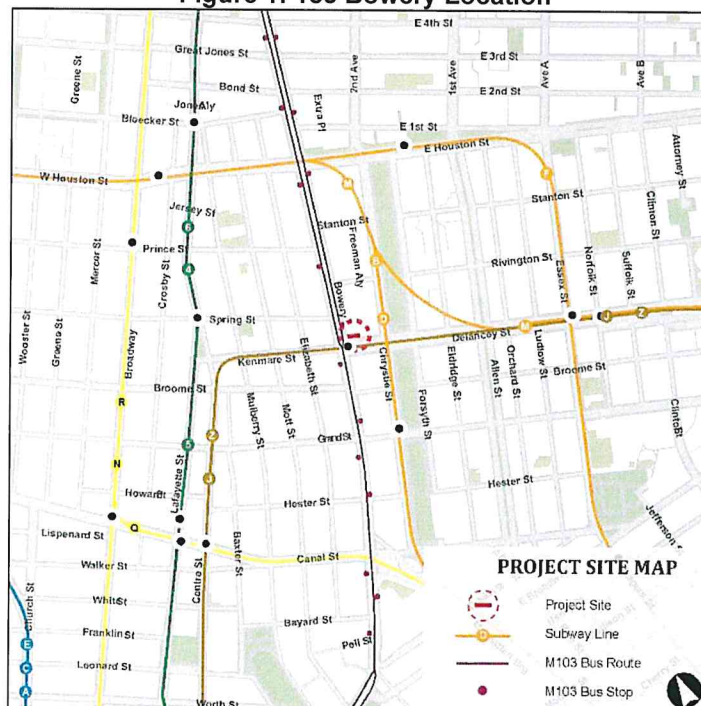 Figure 1: 163 Bowery Location
E 4th St
Great Jones St
E 3rd St
Greene St
2nd Ave
1st Ave
Ave A
Ave B
Bond St
E 2nd St
Extra Pl
Jones Aly
Bleecker St
E 1st St
E Houston St
Attorney St
W Houston St
M
F
Stanton St
Jersey St
Stanton St
Clinton St
6
Freeman Aly
Mercer St
Prince St
Crosby St
B
Rivington St
Essex St
Norfolk St
Suffolk St
4
Bowery
Wooster St
Greene St
Broadway
Spring St
D
M
J
Z
Delancey St
Kenmare St
Elizabeth St
Chrystie St
Eldridge St
Allen St
Orchard St
Ludlow St
Broome St
Broome St
Mulberry St
Mott St
Forsyth St
Clinton St
R
Grand St
Z
5
N
J
Hester St
Howard St
Lafayette St
Hester St
Jefferson S
Q
Lispenard St
Baxter St
Canal St
Walker St
Centre St
PROJECT SITE MAP
Church St
White St
Project Site
Bayard St
Franklin St
D
Subway Line
Pell St
E
C
Leonard St
M103 Bus Route
A
Worth St
M103 Bus Stop